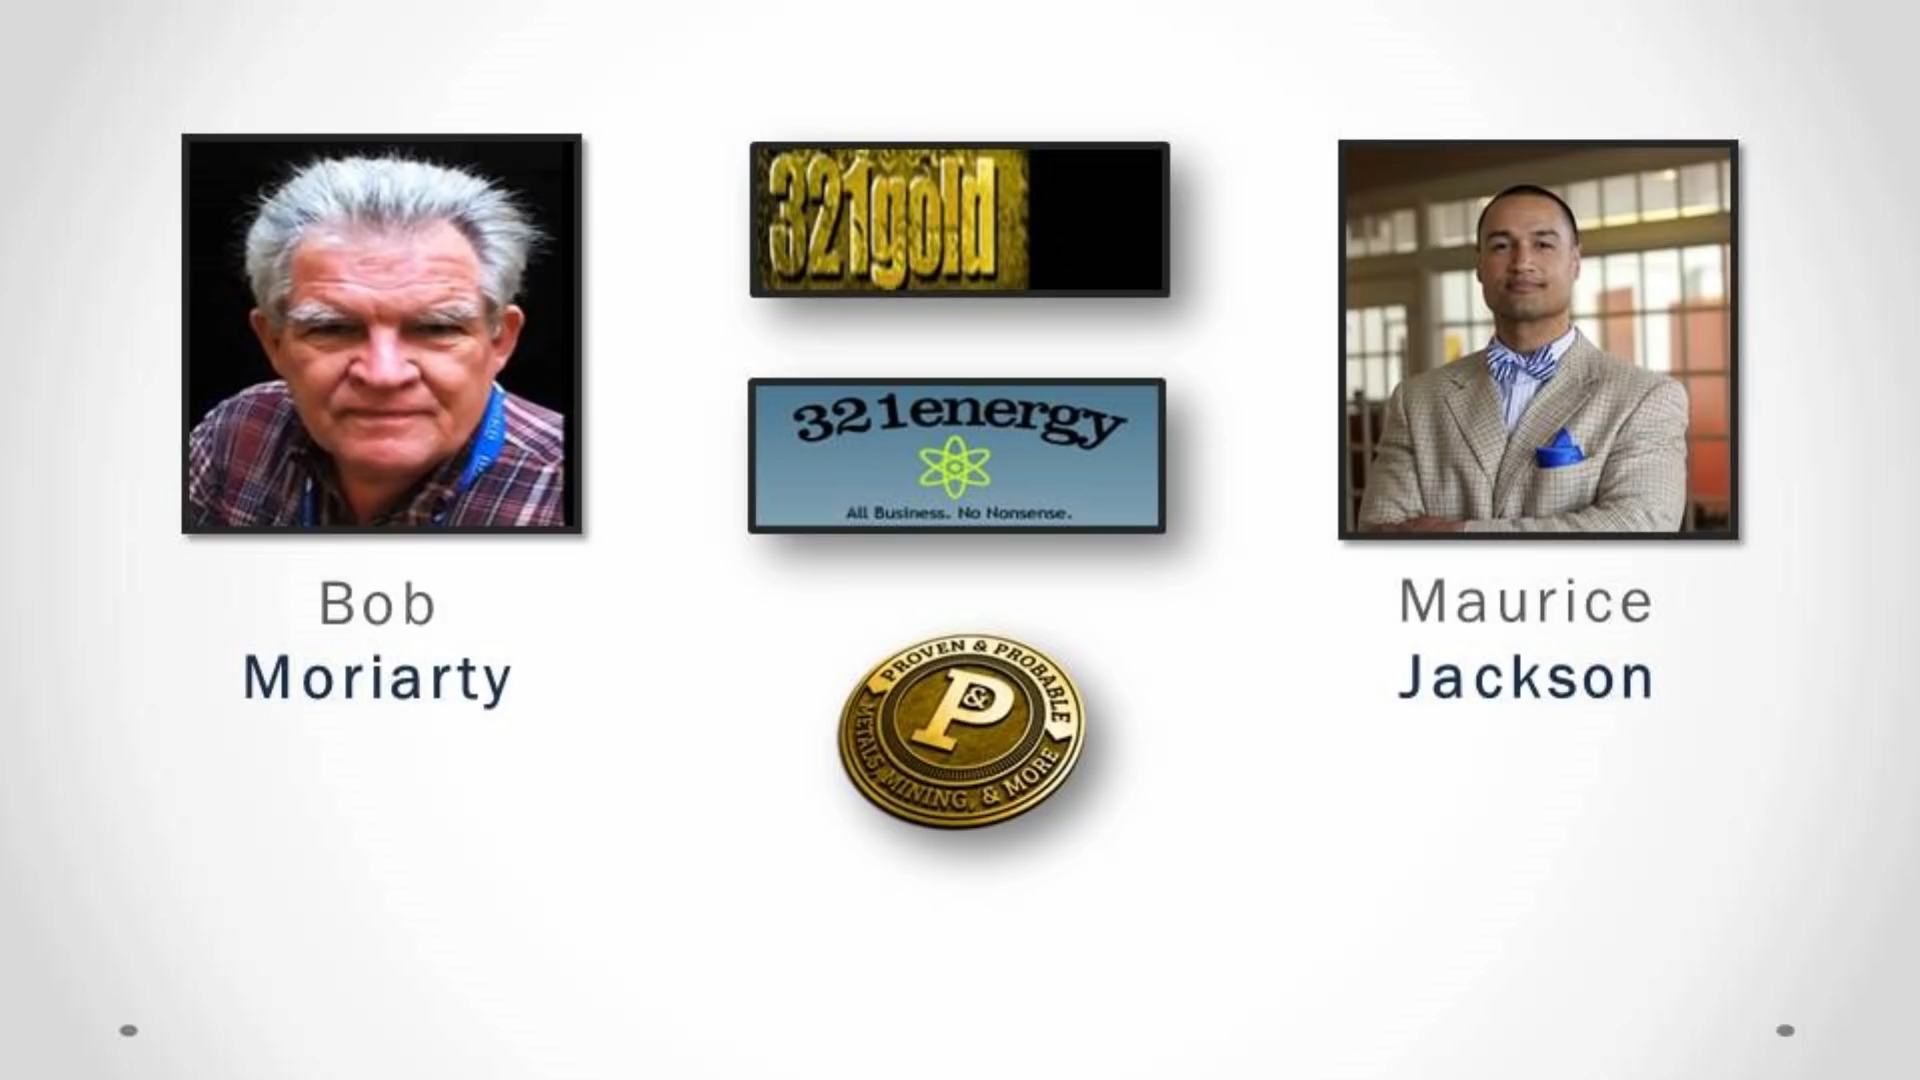 321gold
321energy
All Business. No Nonsense.
Bob
Moriarty
Maurice
Jackson
PROVEN & PROBABLE
P&
METALS, MINING, & MORE